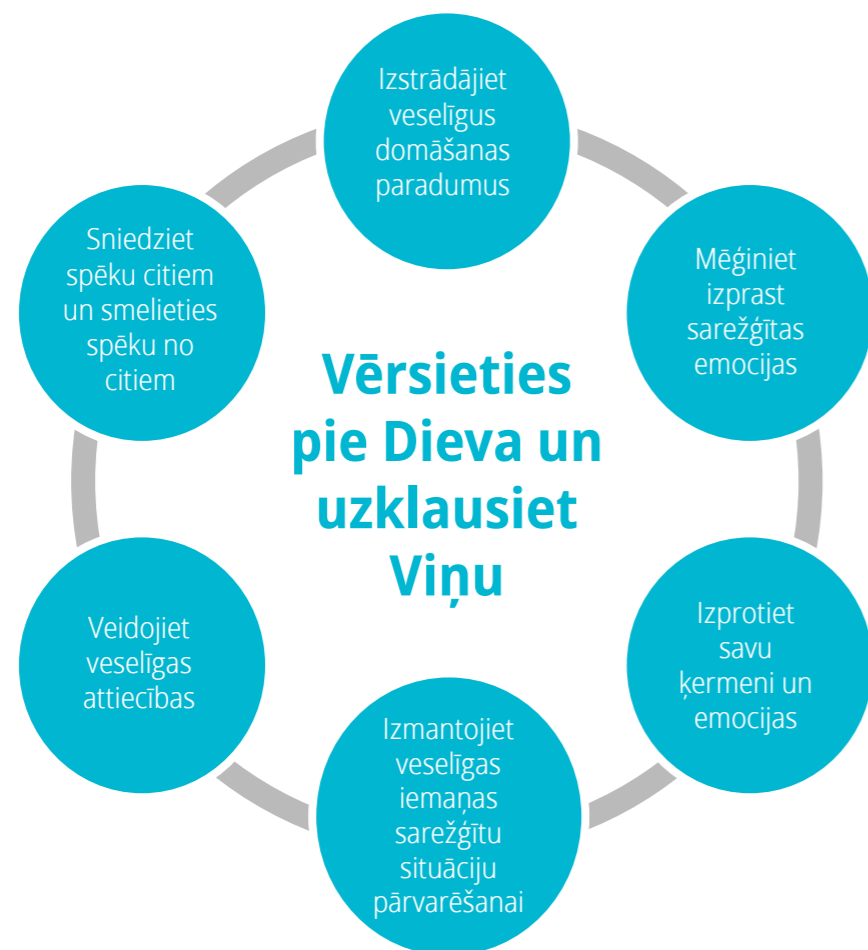 Izstrādājiet
veselīgus
domāšanas
paradumus
Mēģiniet
izprast
sarežģītas
emocijas
Izprotiet
savu
ķermeni un
emocijas
Izmantojiet
veselīgas
iemaņas
sarežģītu
situāciju
pārvarēšanai
Veidojiet
veselīgas
attiecības
Sniedziet
spēku citiem
un smelieties
spēku no
citiem
Vērsieties
pie Dieva un
uzklausiet
Viņu